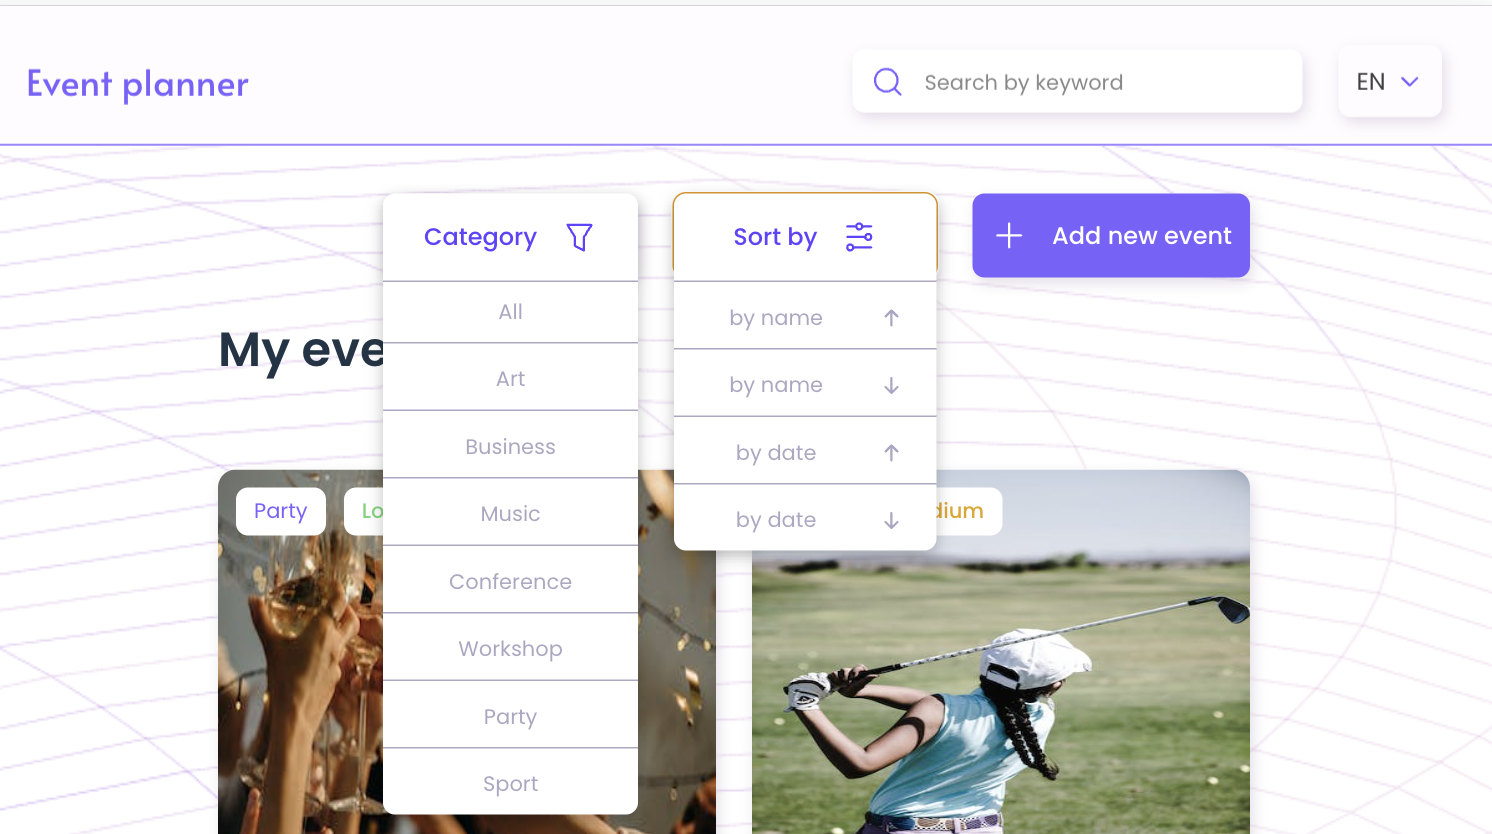 Event planner
Search by keyword
EN
Category
Sort by
Add new event
All
Art
Business
Music
Conference
Workshop
Party
Sport
by name ↑
by name ↓
by date ↑
by date ↓
My eve
Party
Lo
dium